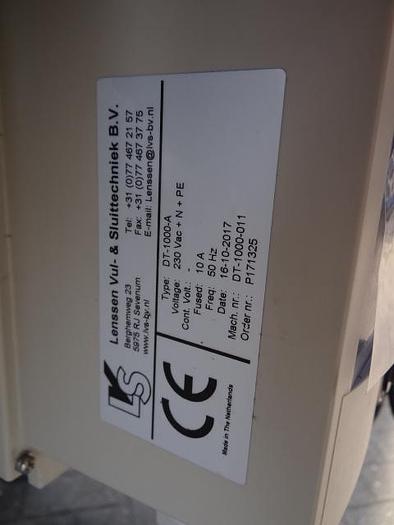 LVS
Lenssen Vul- & Sluittechniek B.V.
Berghemweg 23 Tel: +31 (0)77 467 21 57
5975 RJ Sevenum Fax: +31 (0)77 467 37 75
www.lvs-bv.nl E-mail: Lenssen@lvs-bv.nl
Type: DT-1000-A
Voltage: 230 Vac + N + PE
Cont. Volt.: -
Fused: 10 A
Freq: 50 Hz
Date: 16-10-2017
Mach. nr.: DT-1000-011
Order nr.: P171325
CE
Made in The Netherlands